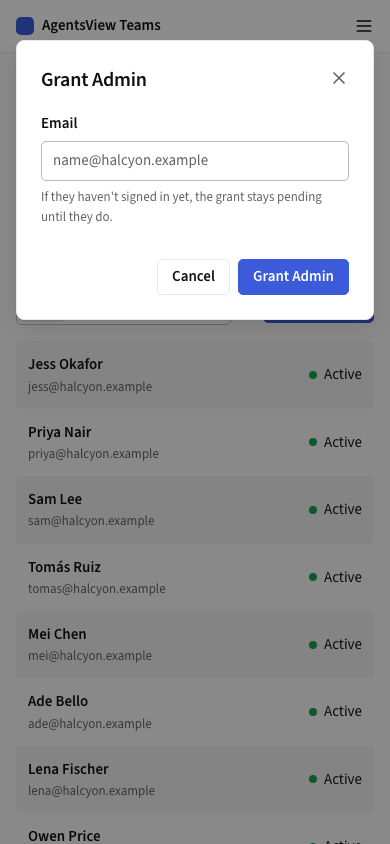 AgentsView Teams
Grant Admin
Email
name@halcyon.example
If they haven't signed in yet, the grant stays pending
until they do.
Cancel
Grant Admin
Jess Okafor
jess@halcyon.example
Active
Priya Nair
priya@halcyon.example
Active
Sam Lee
sam@halcyon.example
Active
Tomás Ruiz
tomas@halcyon.example
Active
Mei Chen
mei@halcyon.example
Active
Ade Bello
ade@halcyon.example
Active
Lena Fischer
lena@halcyon.example
Active
Owen Price